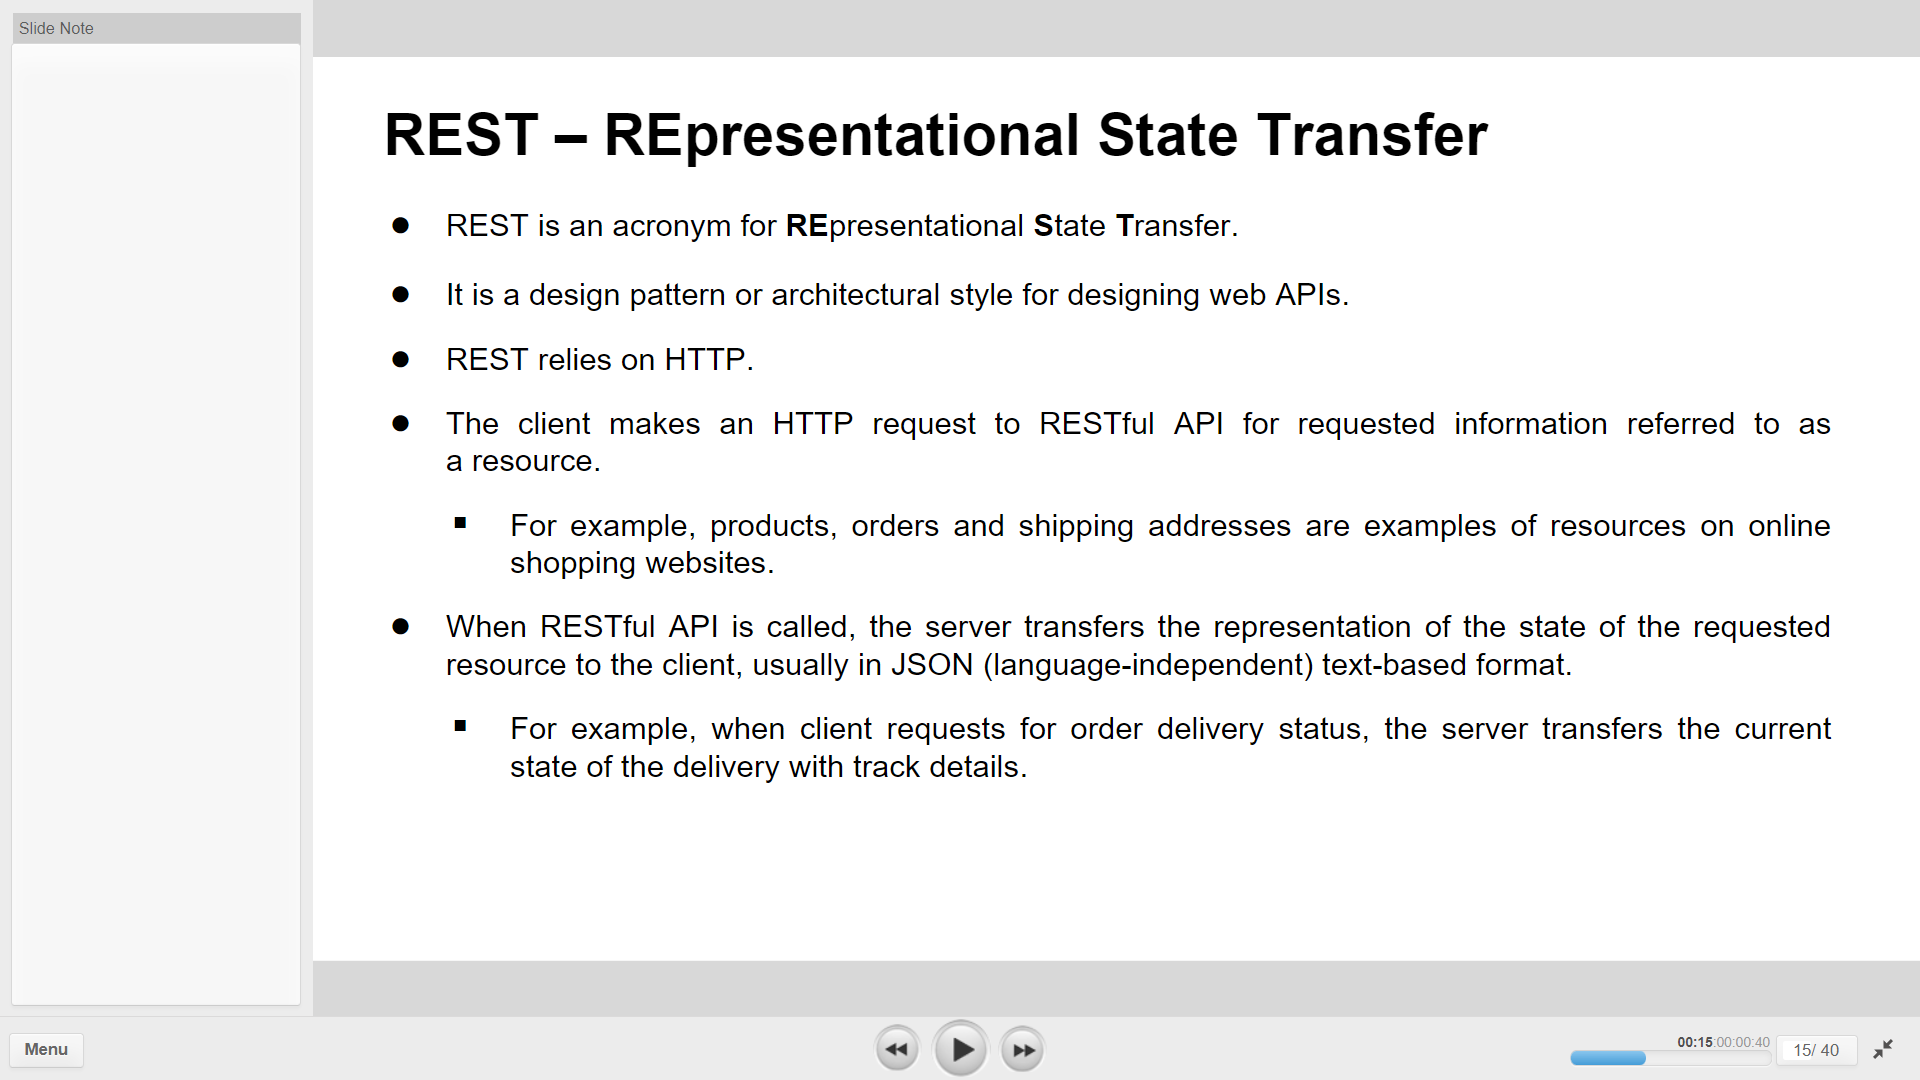 Slide Note
REST – REpresentational State Transfer
● REST is an acronym for REpresentational State Transfer.
● It is a design pattern or architectural style for designing web APIs.
● REST relies on HTTP.
● The client makes an HTTP request to RESTful API for requested information referred to as
a resource.
▪ For example, products, orders and shipping addresses are examples of resources on online
shopping websites.
● When RESTful API is called, the server transfers the representation of the state of the requested
resource to the client, usually in JSON (language-independent) text-based format.
▪ For example, when client requests for order delivery status, the server transfers the current
state of the delivery with track details.
Menu
00:15:00:00:40
15/ 40